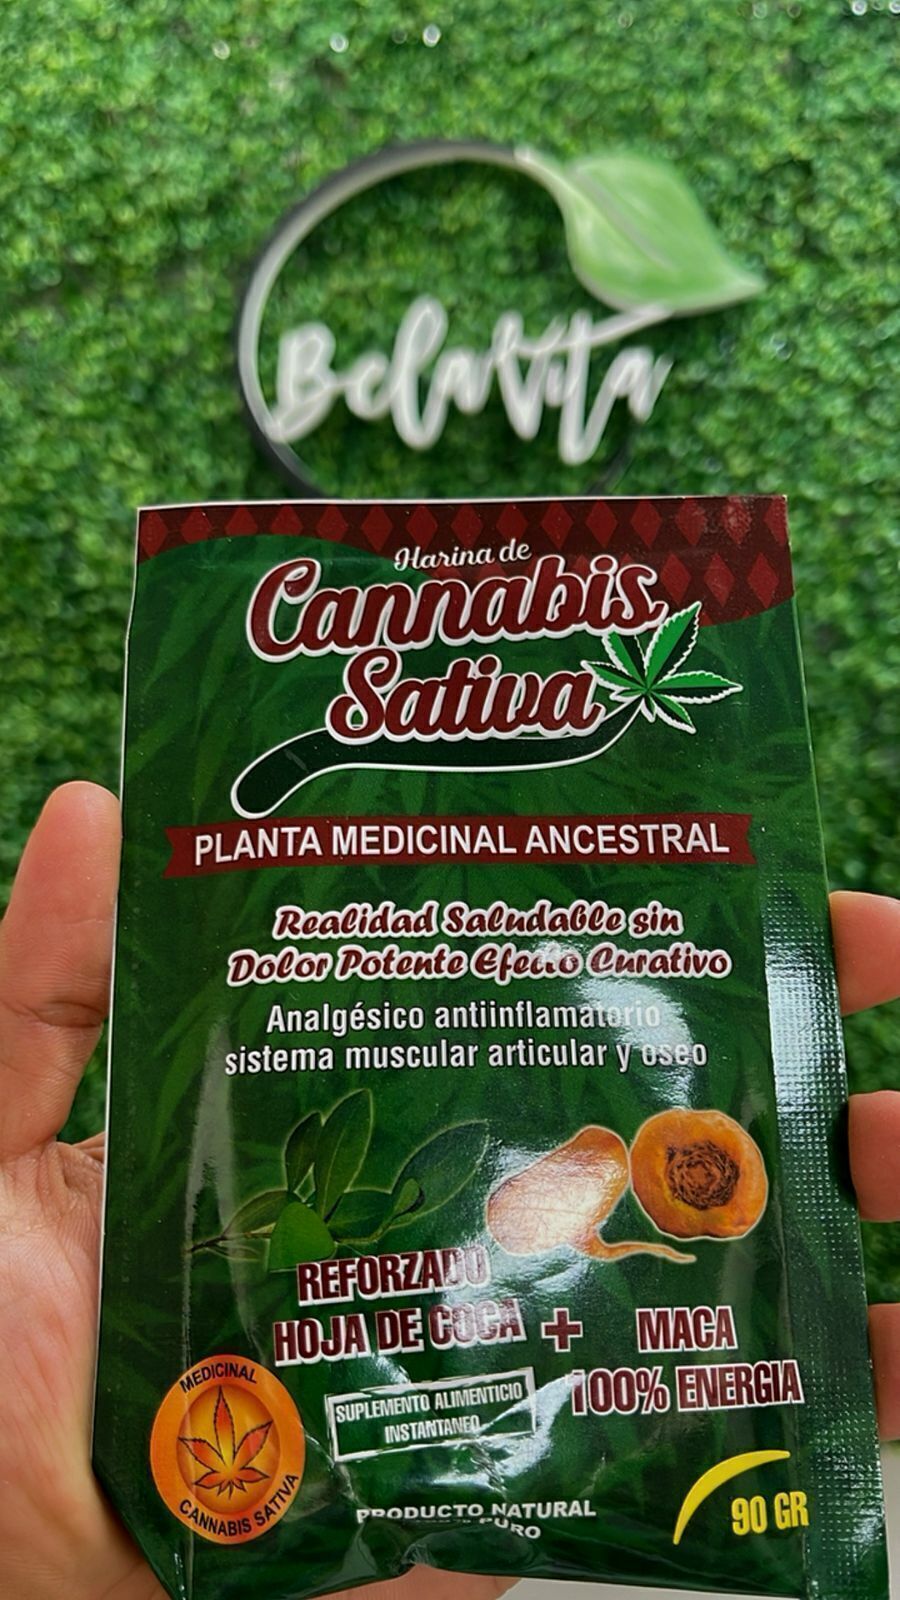 BelaVita
Harina de
Cannabis
Sativa
PLANTA MEDICINAL ANCESTRAL
Realidad Saludable sin
Dolor Potente Efecto Curativo
Analgésico antiinflamatorio
sistema muscular articular y oseo
REFORZADO
HOJA DE COCA + MACA
100% ENERGIA
SUPLEMENTO ALIMENTICIO
INSTANTANEO
MEDICINAL
CANNABIS SATIVA
PRODUCTO NATURAL
PURO
90 GR